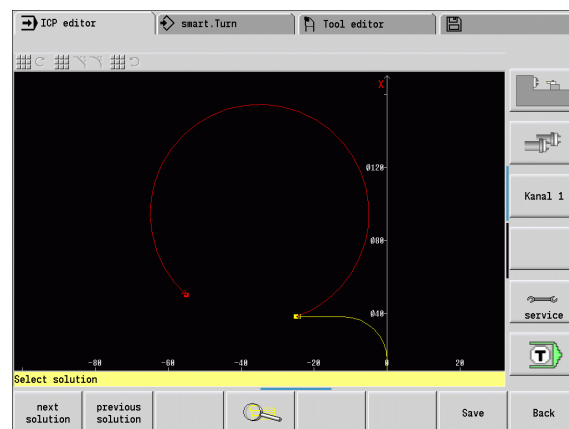 ICP editor
smart.Turn
Tool editor
X
Ø120
Kanal 1
Ø80
Ø40
service
-80 -60 -40 -20 0 20
T
Select solution
next
solution
previous
solution
Save
Back